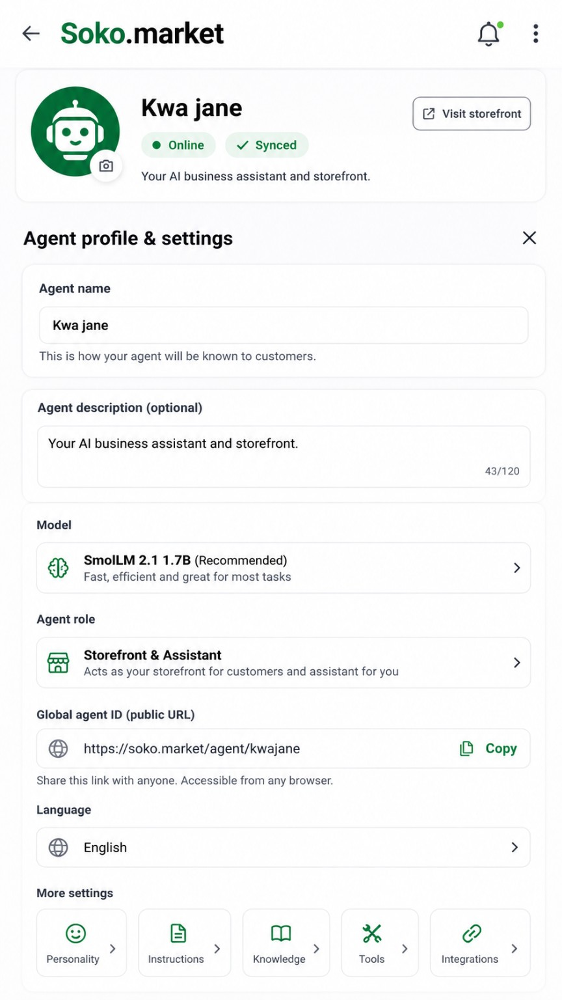 Soko.market
Kwa jane
Visit storefront
Online
Synced
Your AI business assistant and storefront.
Agent profile & settings
Agent name
Kwa jane
This is how your agent will be known to customers.
Agent description (optional)
Your AI business assistant and storefront.
43/120
Model
SmolLM 2.1 1.7B (Recommended)
Fast, efficient and great for most tasks
Agent role
Storefront & Assistant
Acts as your storefront for customers and assistant for you
Global agent ID (public URL)
https://soko.market/agent/kwajane
Copy
Share this link with anyone. Accessible from any browser.
Language
English
More settings
Personality
Instructions
Knowledge
Tools
Integrations